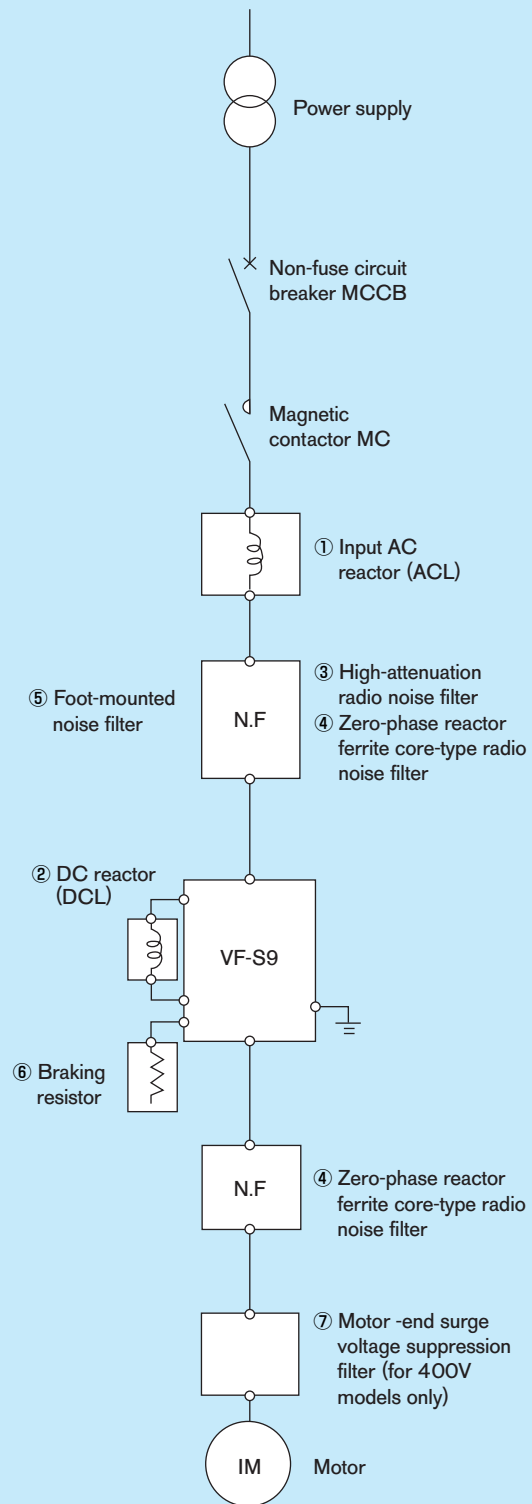 Power supply
Non-fuse circuit
breaker MCCB
Magnetic
contactor MC
① Input AC
reactor (ACL)
⑤ Foot-mounted
noise filter
N.F
③ High-attenuation
radio noise filter
④ Zero-phase reactor
ferrite core-type radio
noise filter
② DC reactor
(DCL)
VF-S9
⑥ Braking
resistor
N.F
④ Zero-phase reactor
ferrite core-type radio
noise filter
⑦ Motor -end surge
voltage suppression
filter (for 400V
models only)
IM
Motor